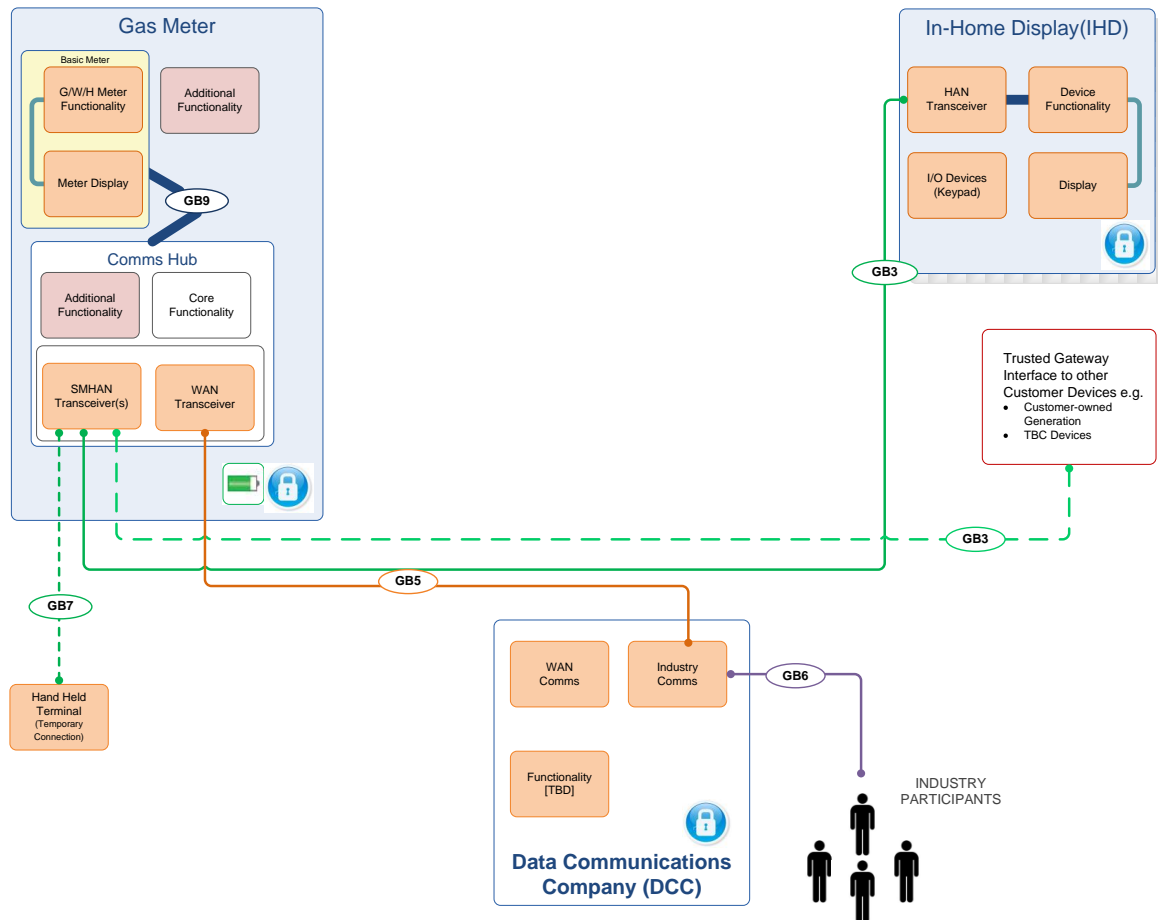 Gas Meter
Basic Meter
G/W/H Meter
Functionality
Additional
Functionality
Meter Display
GB9
Comms Hub
Additional
Functionality
Core
Functionality
SMHAN
Transceiver(s)
WAN
Transceiver
In-Home Display(IHD)
HAN
Transceiver
Device
Functionality
I/O Devices
(Keypad)
Display
GB3
Trusted Gateway
Interface to other
Customer Devices e.g.
• Customer-owned
Generation
• TBC Devices
GB3
GB5
GB7
Hand Held
Terminal
(Temporary
Connection)
WAN
Comms
Industry
Comms
GB6
Functionality
[TBD]
Data Communications
Company (DCC)
INDUSTRY
PARTICIPANTS